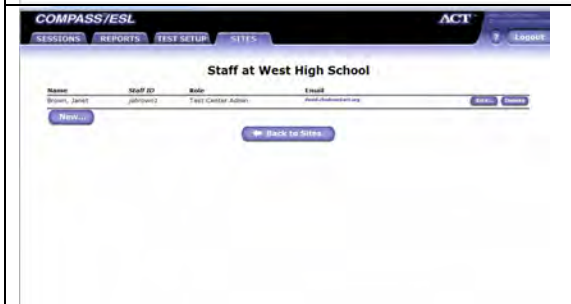 COMPASS/ESL ACT
SESSIONS REPORTS TEST SETUP SITES ? Logout
Staff at West High School
Name Staff ID Role Email
Brown, Janet jabrown2 Test Center Admin Edit... Delete
New...
Back to Sites